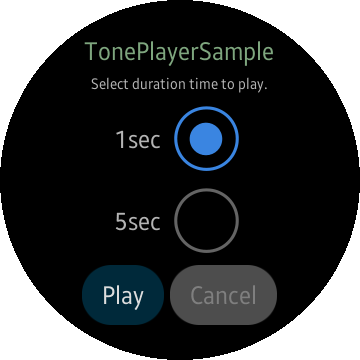 TonePlayerSample
Select duration time to play.
1sec
5sec
Play Cancel